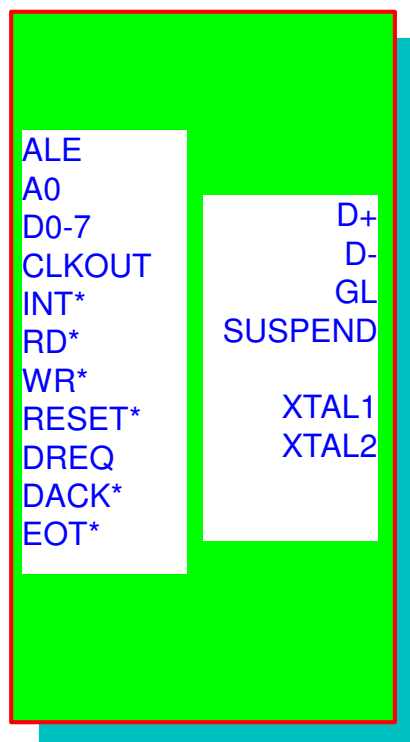 ALE
A0
D0-7
CLKOUT
INT*
RD*
WR*
RESET*
DREQ
DACK*
EOT*
D+
D-
GL
SUSPEND
XTAL1
XTAL2